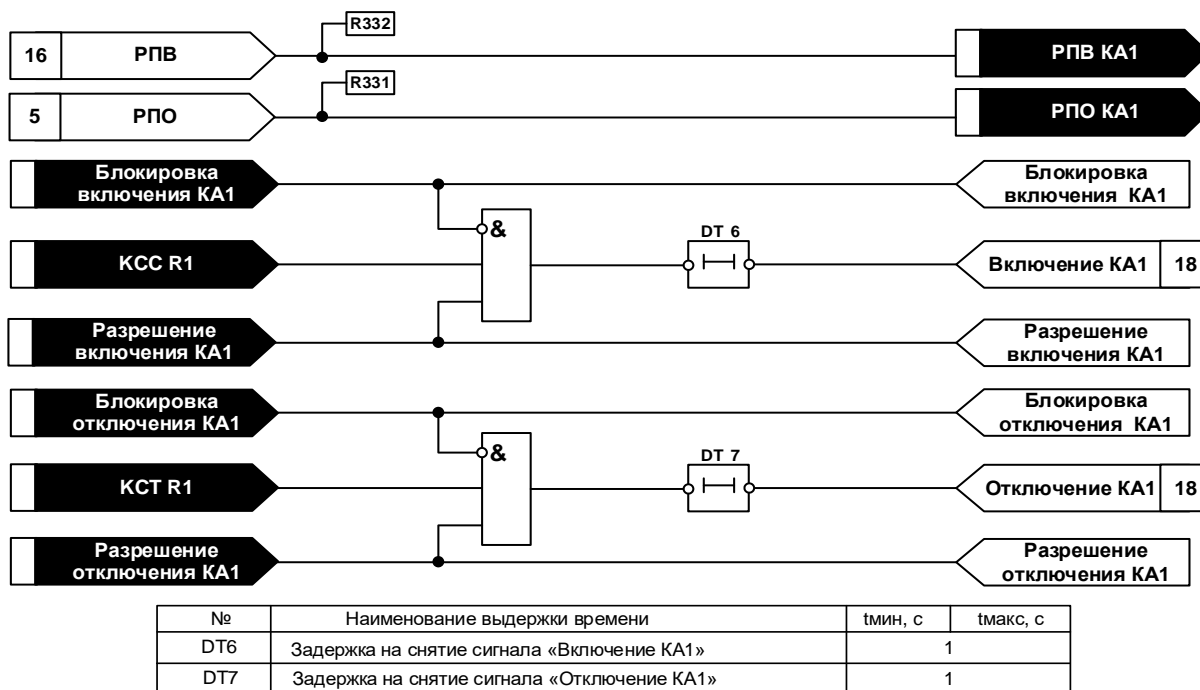 R332
16 РПВ
РПВ КА1
R331
5 РПО
РПО КА1
Блокировка
включения КА1
Блокировка
включения КА1
&
DT 6
КСС R1
Включение КА1 18
Разрешение
включения КА1
Разрешение
включения КА1
Блокировка
отключения КА1
Блокировка
отключения КА1
&
DT 7
КСТ R1
Отключение КА1 18
Разрешение
отключения КА1
Разрешение
отключения КА1
№ Наименование выдержки времени tмин, с tмакс, с
DT6 Задержка на снятие сигнала «Включение КА1» 1
DT7 Задержка на снятие сигнала «Отключение КА1» 1